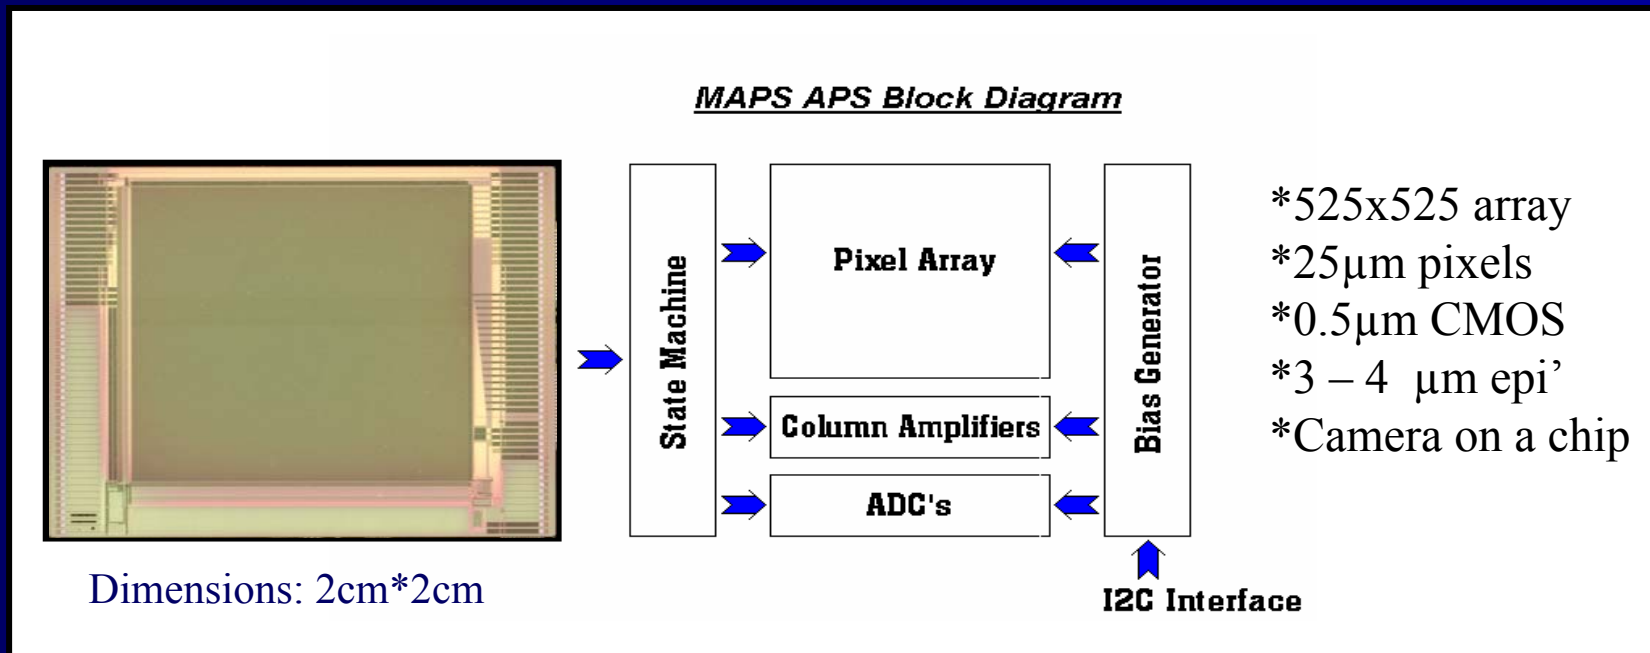 MAPS APS Block Diagram
State Machine
Pixel Array
Column Amplifiers
ADC's
Bias Generator
I2C Interface
Dimensions: 2cm*2cm
*525x525 array
*25µm pixels
*0.5µm CMOS
*3 – 4 µm epi’
*Camera on a chip